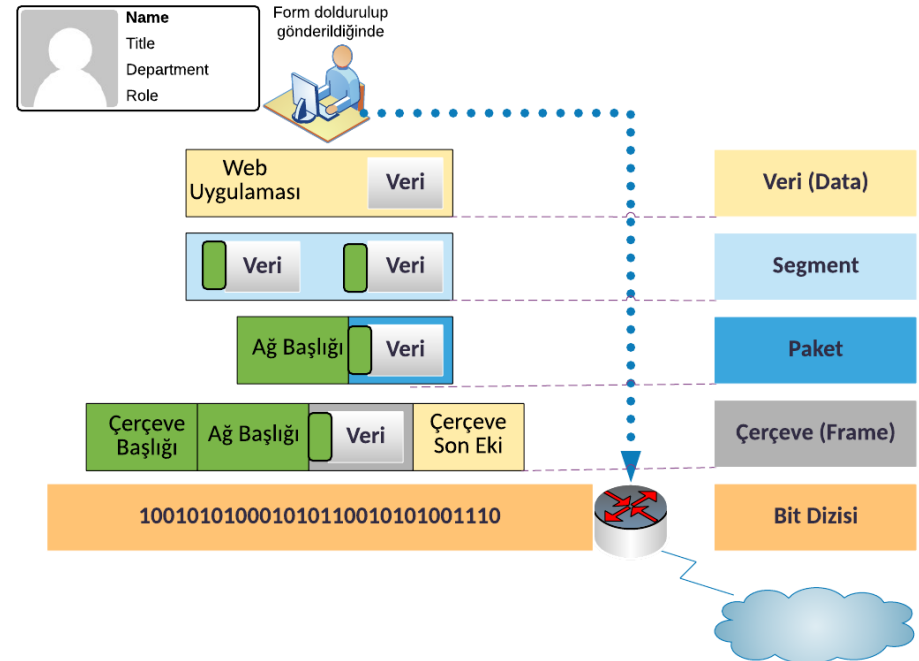 Name
Title
Department
Role
Form doldurulup
gönderildiğinde
Web
Uygulaması
Veri
Veri (Data)
Veri
Veri
Segment
Ağ Başlığı
Veri
Paket
Çerçeve
Başlığı
Ağ Başlığı
Veri
Çerçeve
Son Eki
Çerçeve (Frame)
100101010001010110010101001110
Bit Dizisi